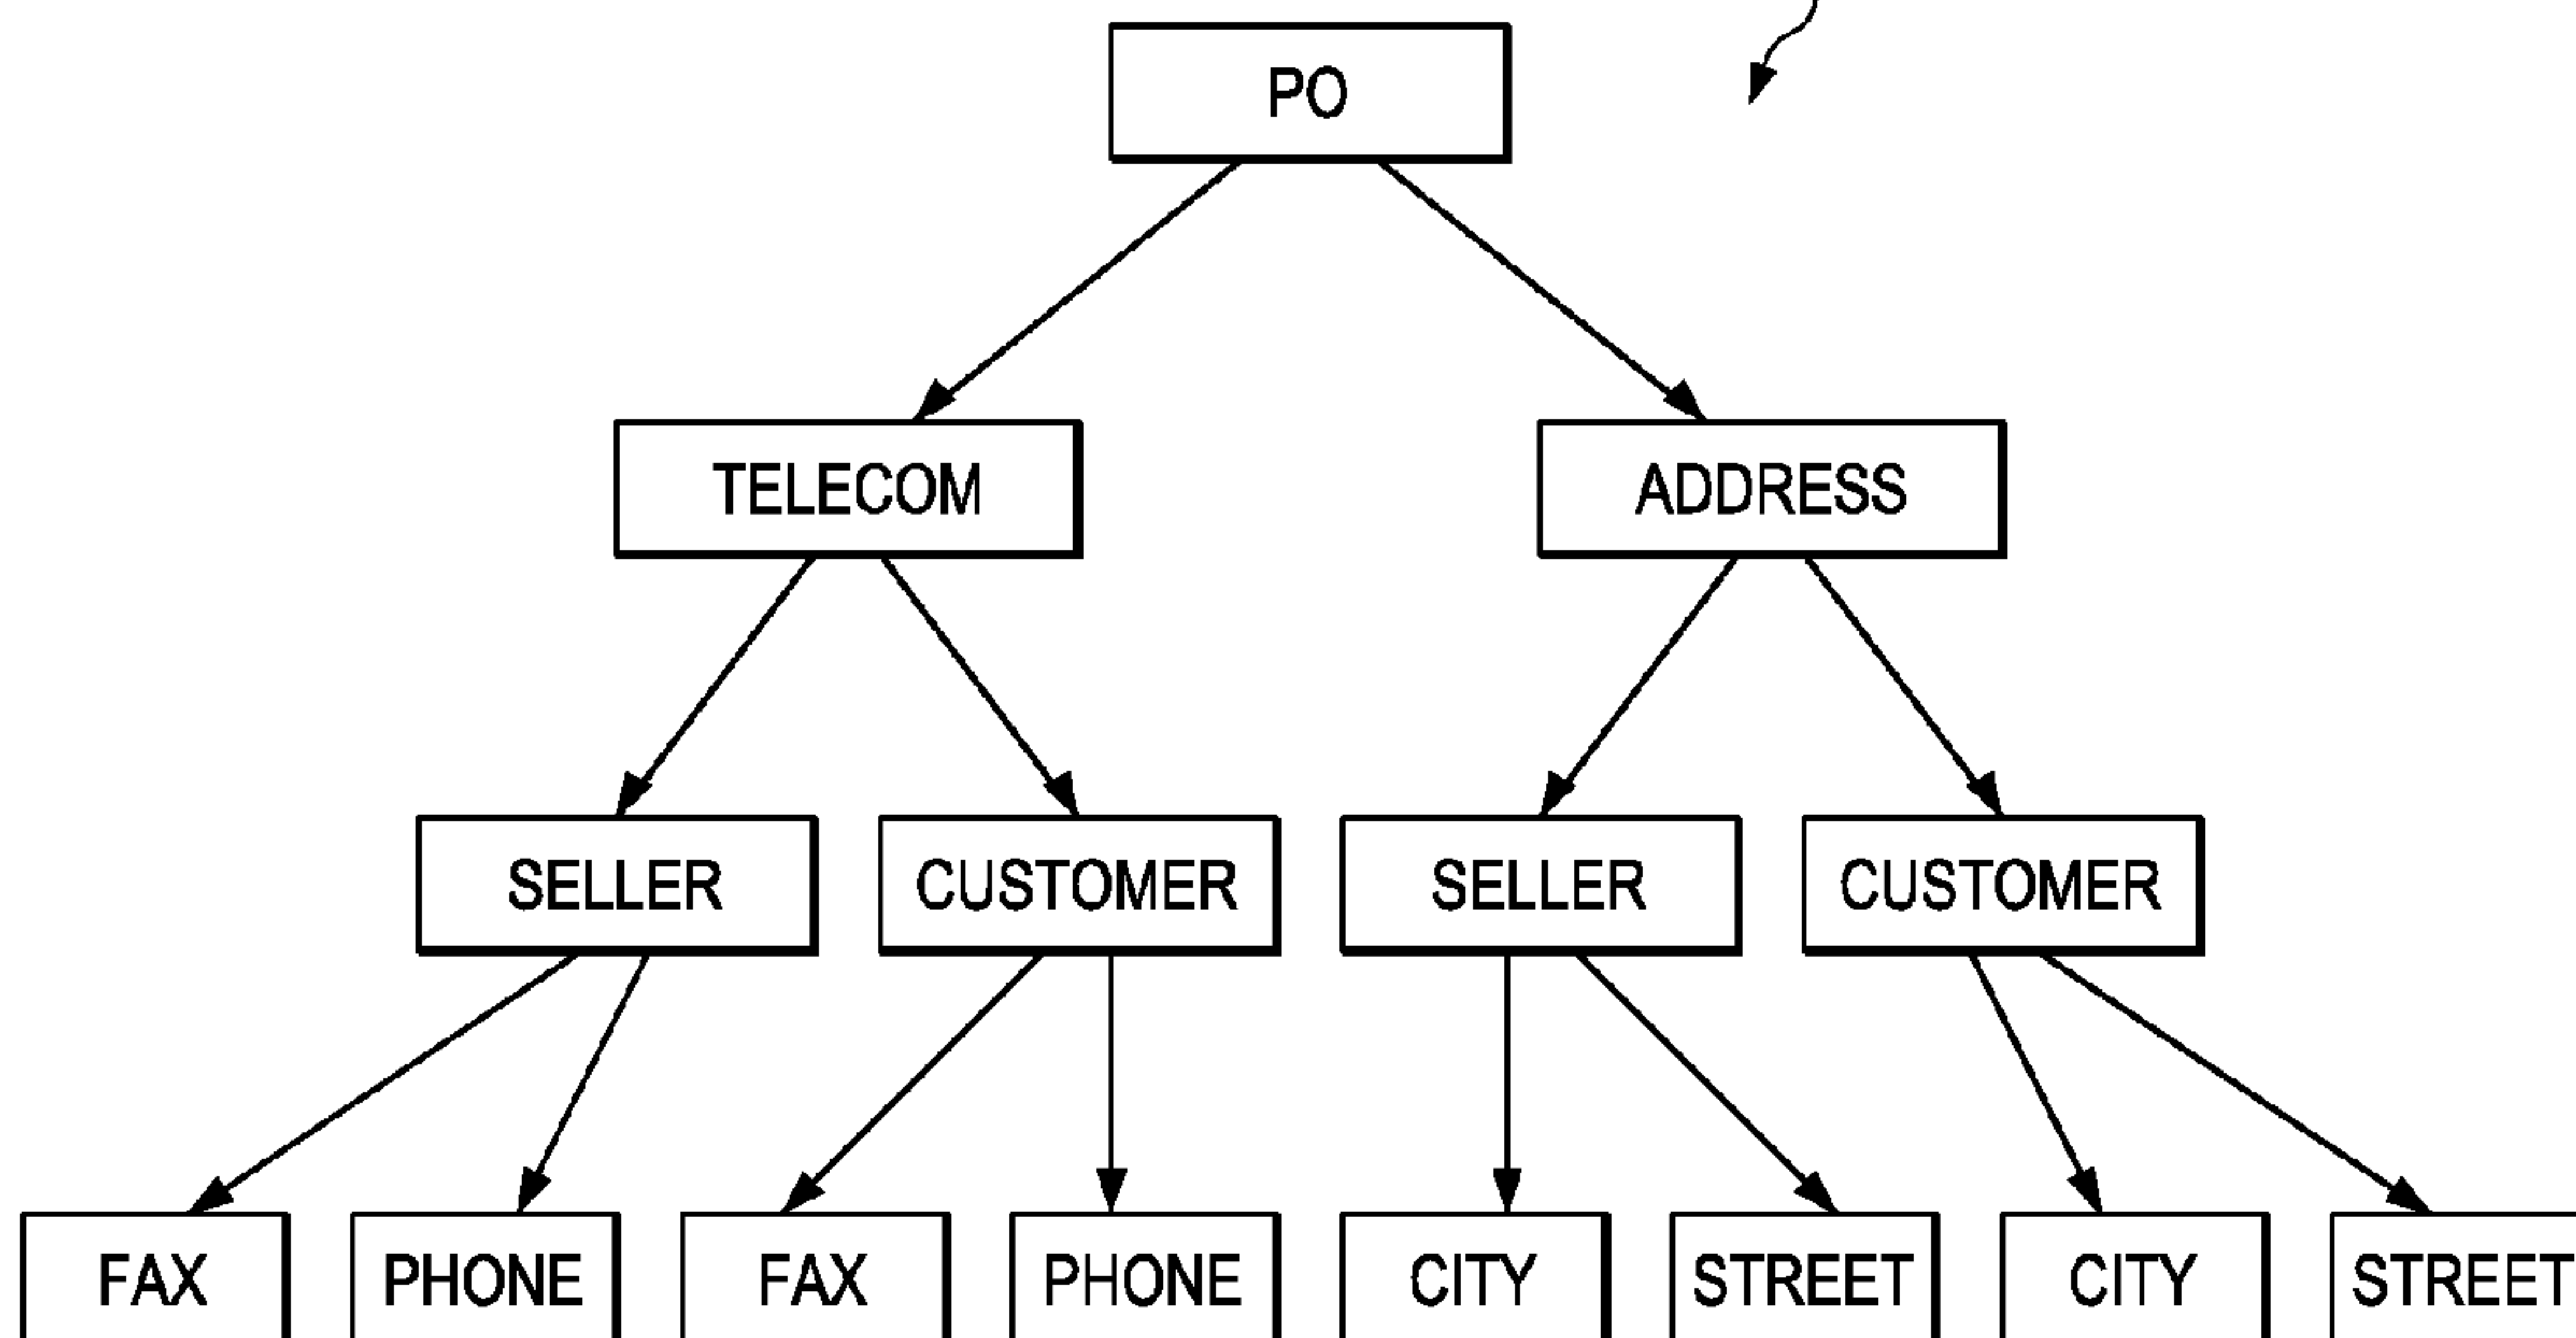 PO
TELECOM ADDRESS
SELLER CUSTOMER SELLER CUSTOMER
FAX PHONE FAX PHONE CITY STREET CITY STREET